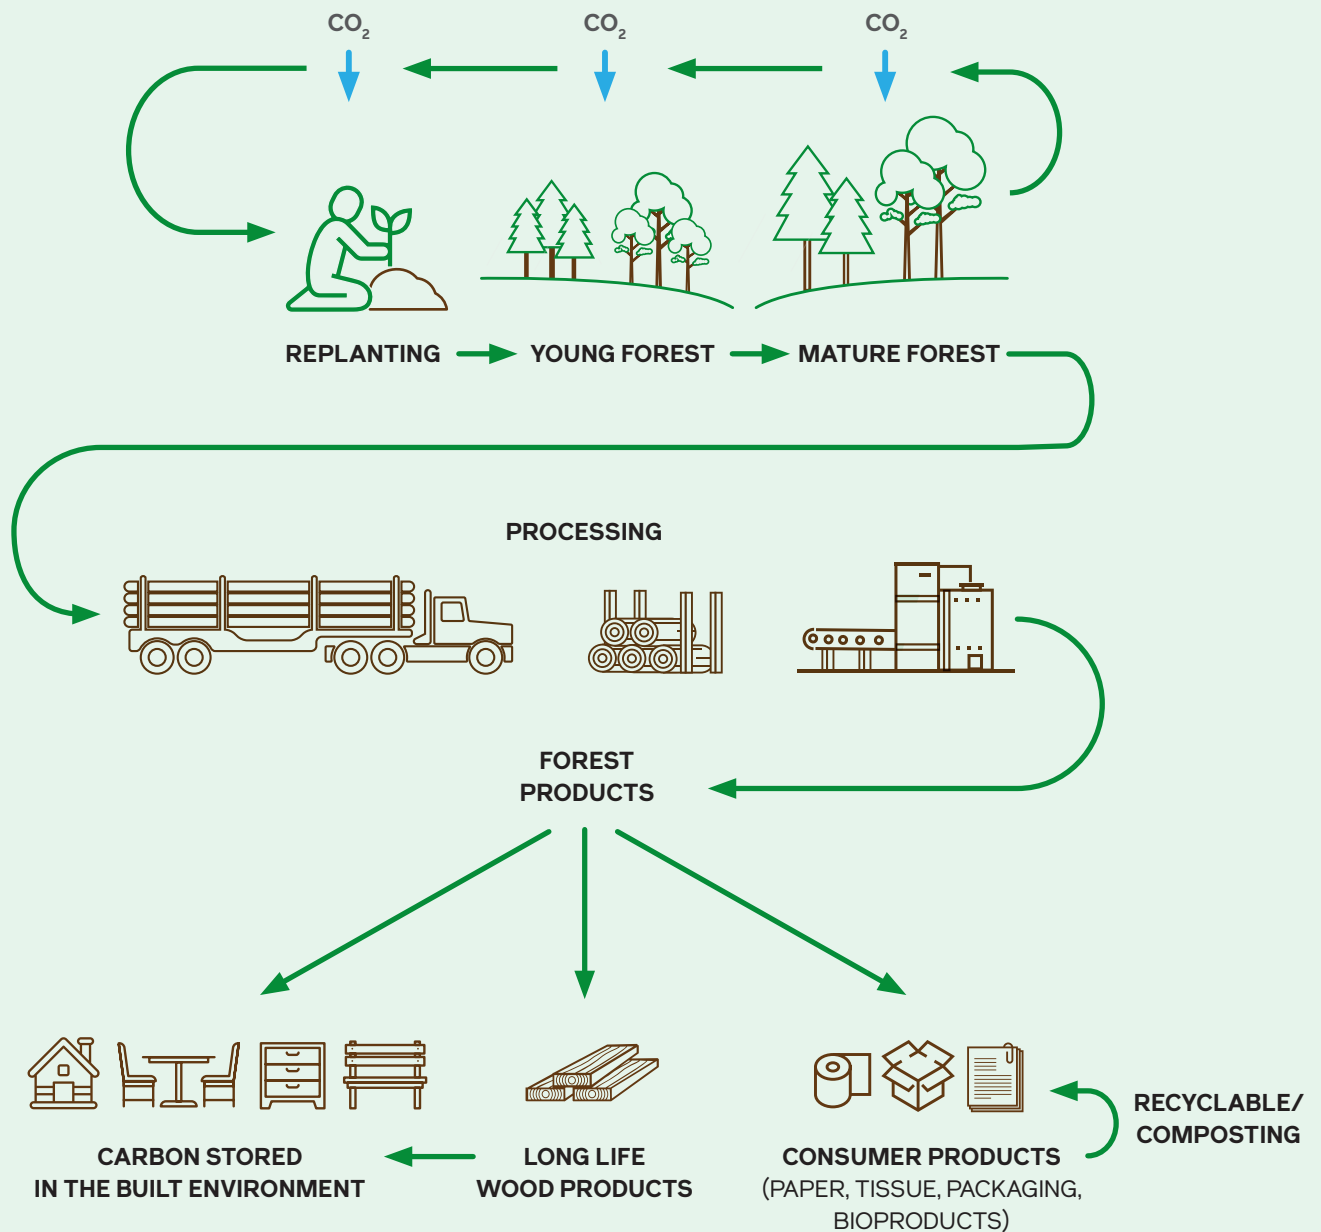 CO₂
CO₂
CO₂
REPLANTING
YOUNG FOREST
MATURE FOREST
PROCESSING
FOREST
PRODUCTS
CARBON STORED
IN THE BUILT ENVIRONMENT
LONG LIFE
WOOD PRODUCTS
CONSUMER PRODUCTS
(PAPER, TISSUE, PACKAGING,
BIOPRODUCTS)
RECYCLABLE/
COMPOSTING